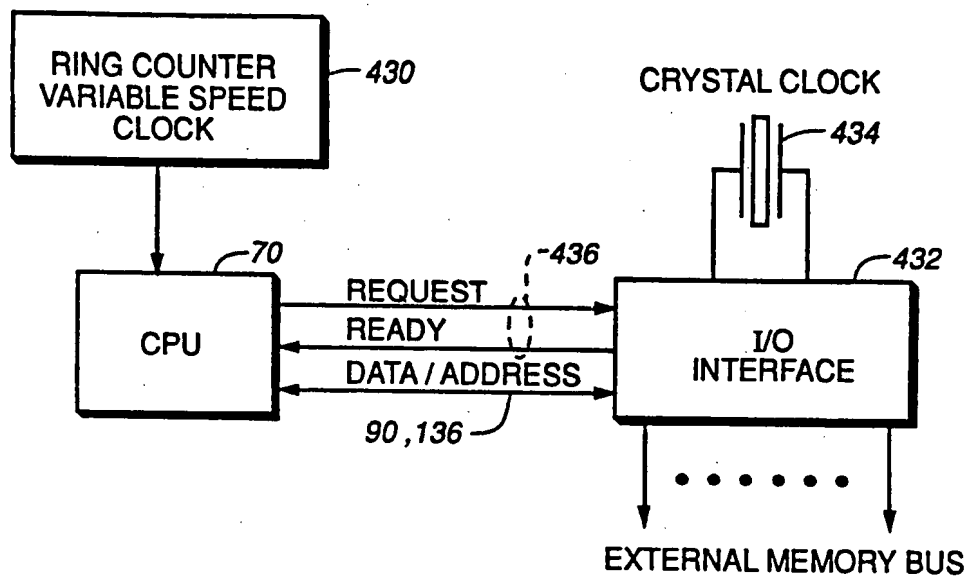 RING COUNTER
VARIABLE SPEED
CLOCK
430
CRYSTAL CLOCK
434
70
436
432
CPU
REQUEST
READY
DATA / ADDRESS
90 , 136
I/O
INTERFACE
EXTERNAL MEMORY BUS